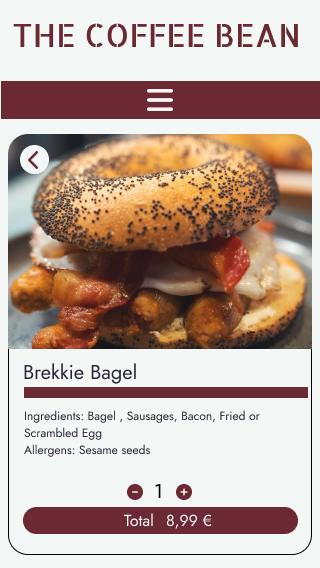 THE COFFEE BEAN
Brekkie Bagel
Ingredients: Bagel , Sausages, Bacon, Fried or
Scrambled Egg
Allergens: Sesame seeds
1
Total 8,99 €